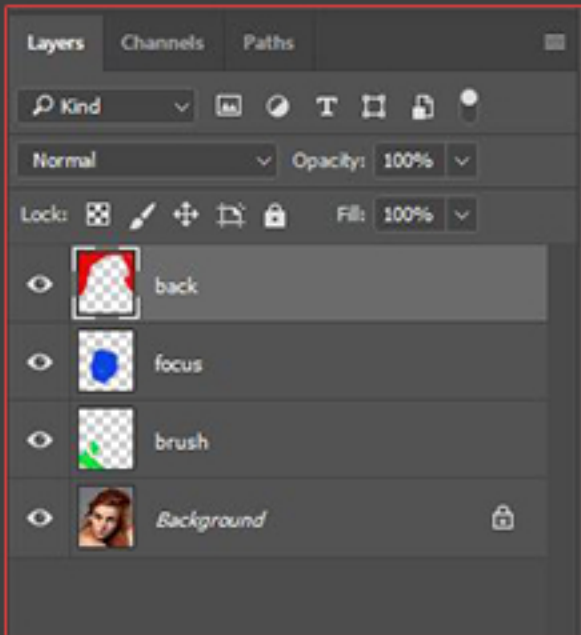 Layers Channels Paths
Kind
Normal Opacity: 100%
Lock: Fill: 100%
back
focus
brush
Background